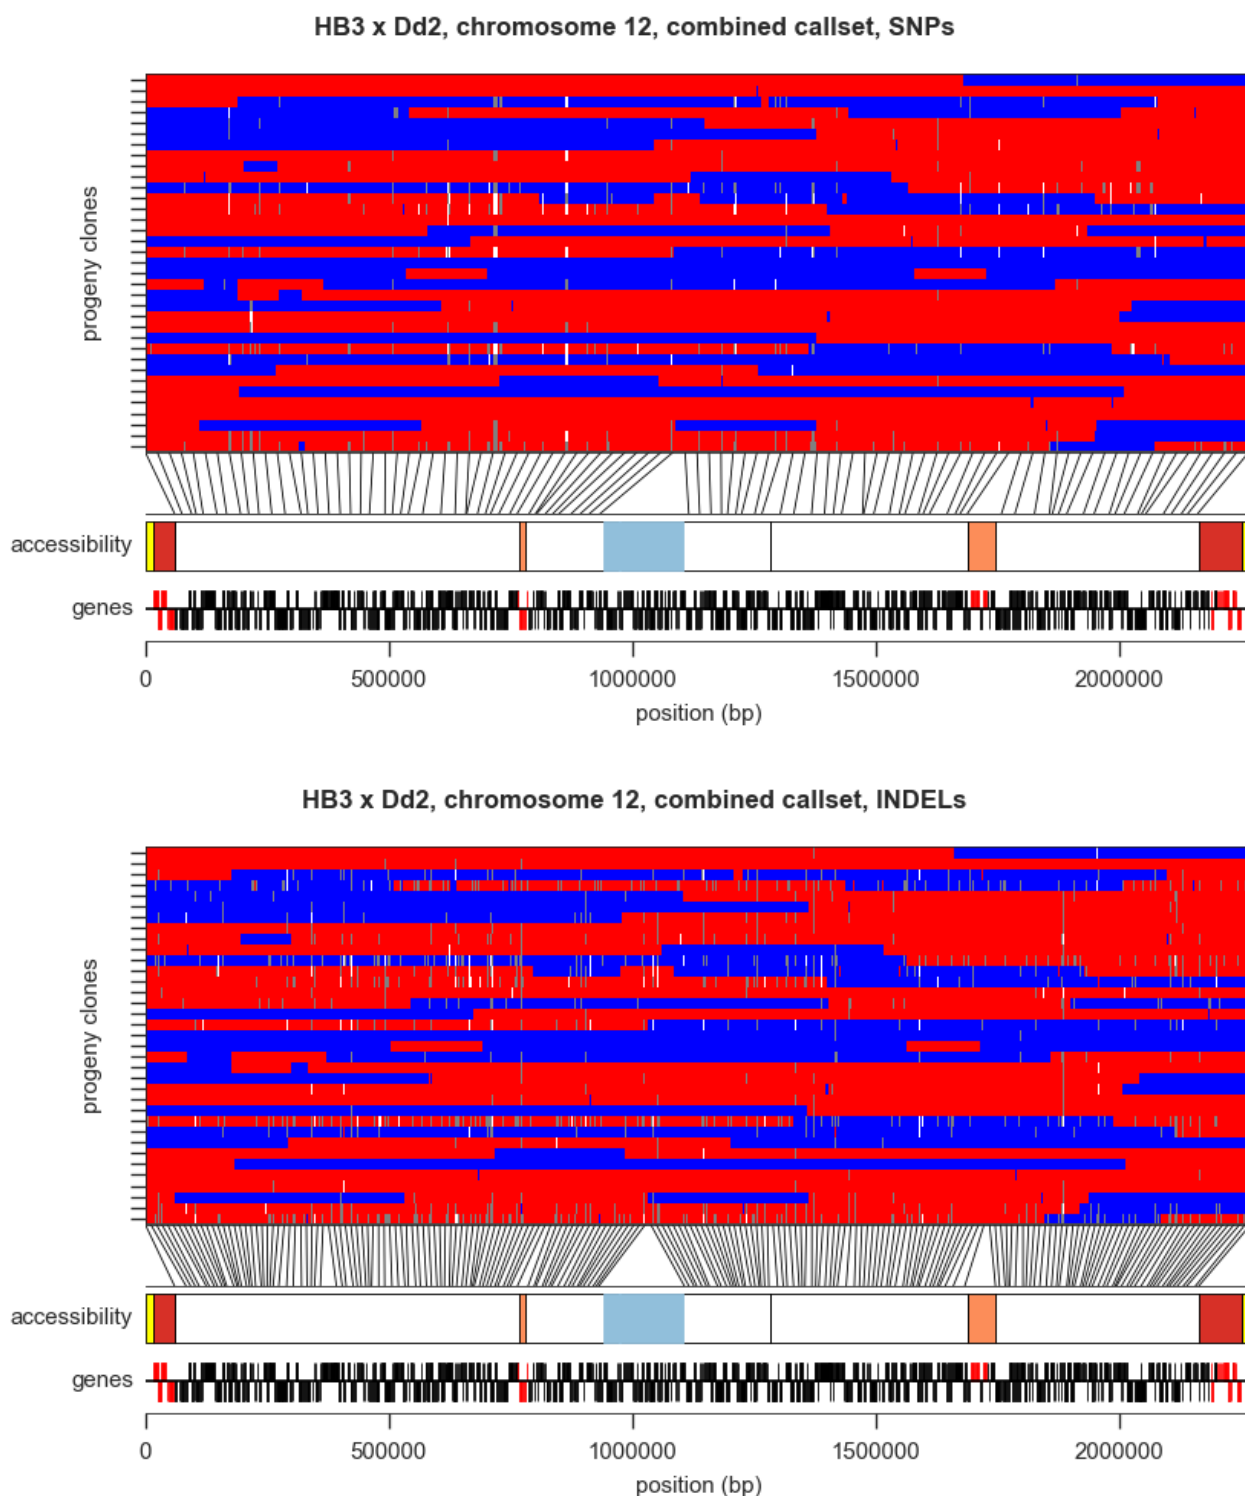 HB3 x Dd2, chromosome 12, combined callset, SNPs
progeny clones
accessibility
genes
0 500000 1000000 1500000 2000000
position (bp)
HB3 x Dd2, chromosome 12, combined callset, INDELs
progeny clones
accessibility
genes
0 500000 1000000 1500000 2000000
position (bp)